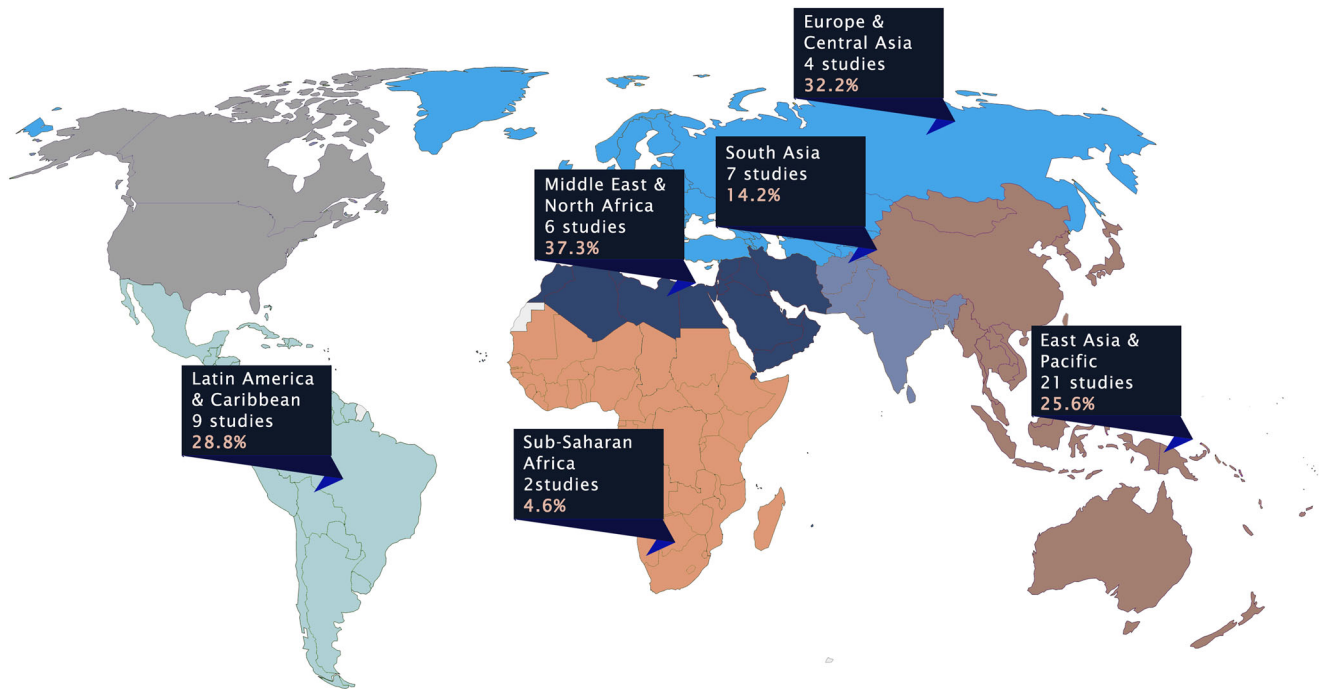 Europe &
Central Asia
4 studies
32.2%
South Asia
7 studies
14.2%
Middle East &
North Africa
6 studies
37.3%
East Asia &
Pacific
21 studies
25.6%
Latin America
& Caribbean
9 studies
28.8%
Sub-Saharan
Africa
2studies
4.6%